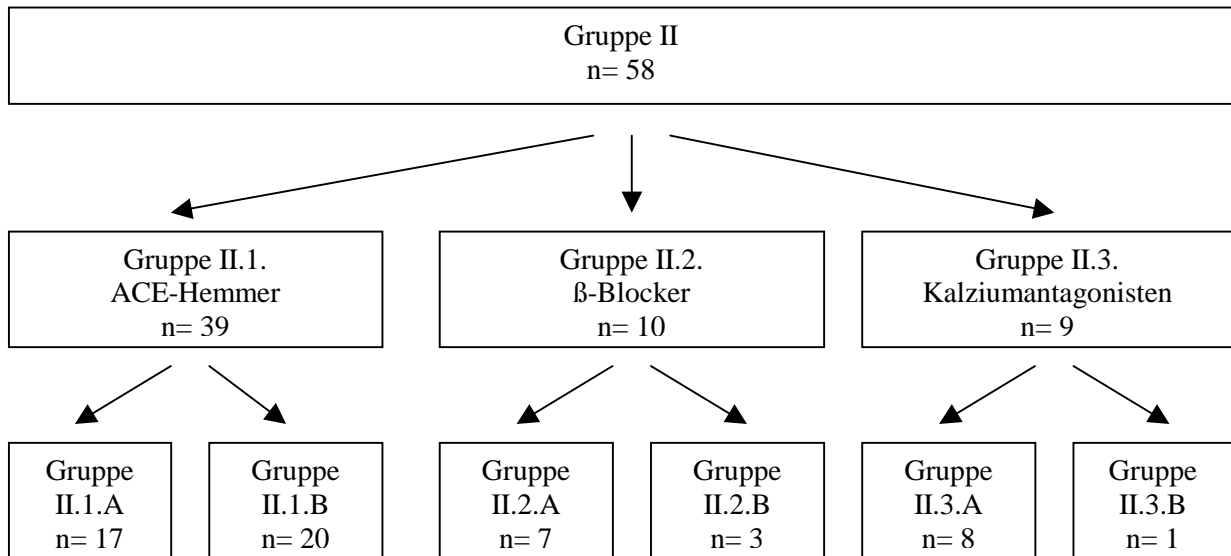 Gruppe II
n= 58
Gruppe II.1.
ACE-Hemmer
n= 39
Gruppe II.2.
ß-Blocker
n= 10
Gruppe II.3.
Kalziumantagonisten
n= 9
Gruppe
II.1.A
n= 17
Gruppe
II.1.B
n= 20
Gruppe
II.2.A
n= 7
Gruppe
II.2.B
n= 3
Gruppe
II.3.A
n= 8
Gruppe
II.3.B
n= 1